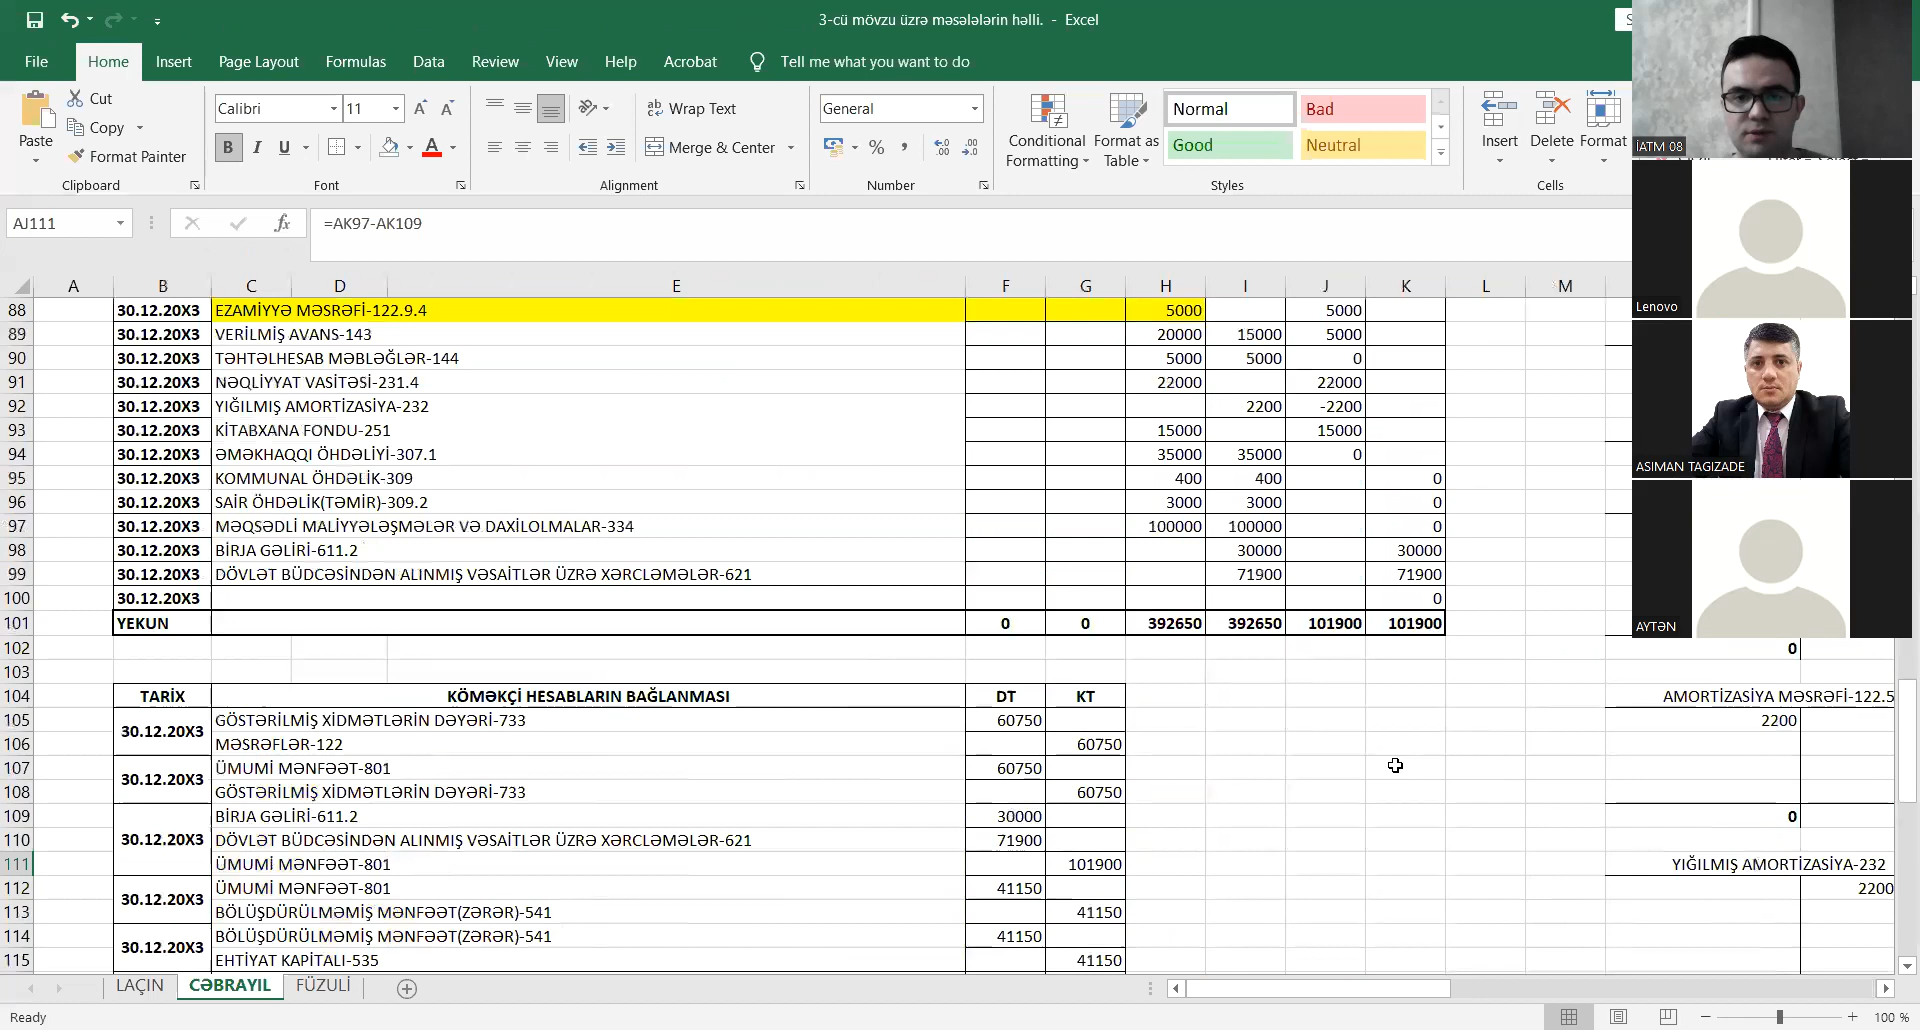 3-cü mövzu üzrə məsələlərin həlli. - Excel
File Home Insert Page Layout Formulas Data Review View Help Acrobat Tell me what you want to do
Cut
Copy
Format Painter
Paste
Clipboard
Calibri 11
B I U
Font
Wrap Text
Merge & Center
Alignment
General
Number
Conditional Formatting
Format as Table
Normal Bad
Good Neutral
Styles
Insert Delete Format
Cells
AJ111 fx =AK97-AK109
A B C D E F G H I J K L M
88 30.12.20X3 EZAMİYYƏ MƏSRƏFİ-122.9.4 5000 5000
89 30.12.20X3 VERİLMİŞ AVANS-143 20000 15000 5000
90 30.12.20X3 TƏHTƏLHESAB MƏBLƏĞLƏR-144 5000 5000 0
91 30.12.20X3 NƏQLİYYAT VASİTƏSİ-231.4 22000 22000
92 30.12.20X3 YIĞILMIŞ AMORTİZASİYA-232 2200 -2200
93 30.12.20X3 KİTABXANA FONDU-251 15000 15000
94 30.12.20X3 ƏMƏKHAQQI ÖHDƏLİYİ-307.1 35000 35000 0
95 30.12.20X3 KOMMUNAL ÖHDƏLİK-309 400 400 0
96 30.12.20X3 SAİR ÖHDƏLİK(TƏMİR)-309.2 3000 3000 0
97 30.12.20X3 MƏQSƏDLİ MALİYYƏLƏŞMƏLƏR VƏ DAXİLOLMALAR-334 100000 100000 0
98 30.12.20X3 BİRJA GƏLİRİ-611.2 30000 30000
99 30.12.20X3 DÖVLƏT BÜDCƏSİNDƏN ALINMIŞ VƏSAİTLƏR ÜZRƏ XƏRCLƏMƏLƏR-621 71900 71900
100 30.12.20X3 0
101 YEKUN 0 0 392650 392650 101900 101900
102 0
103
104 TARİX KÖMƏKÇİ HESABLARIN BAĞLANMASI DT KT AMORTİZASİYA MƏSRƏFİ-122.5
105 30.12.20X3 GÖSTƏRİLMİŞ XİDMƏTLƏRİN DƏYƏRİ-733 60750 2200
106 MƏSRƏFLƏR-122 60750
107 30.12.20X3 ÜMUMİ MƏNFƏƏT-801 60750
108 GÖSTƏRİLMİŞ XİDMƏTLƏRİN DƏYƏRİ-733 60750
109 30.12.20X3 BİRJA GƏLİRİ-611.2 30000 0
110 DÖVLƏT BÜDCƏSİNDƏN ALINMIŞ VƏSAİTLƏR ÜZRƏ XƏRCLƏMƏLƏR-621 71900
111 ÜMUMİ MƏNFƏƏT-801 101900 YIĞILMIŞ AMORTİZASİYA-232
112 30.12.20X3 ÜMUMİ MƏNFƏƏT-801 41150 2200
113 BÖLÜŞDÜRÜLMƏMİŞ MƏNFƏƏT(ZƏRƏR)-541 41150
114 30.12.20X3 BÖLÜŞDÜRÜLMƏMİŞ MƏNFƏƏT(ZƏRƏR)-541 41150
115 EHTİYAT KAPİTALI-535 41150
LAÇIN CƏBRAYIL FÜZULİ
Ready 100 %
İATM 08
Lenovo
ASIMAN TAGIZADE
AYTƏN